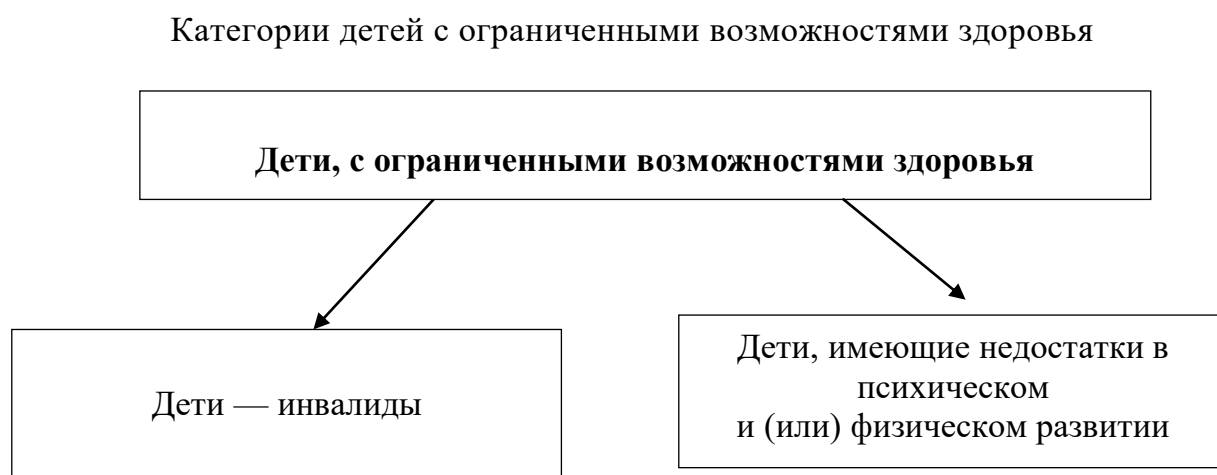 Категории детей с ограниченными возможностями здоровья
Дети, с ограниченными возможностями здоровья
Дети — инвалиды
Дети, имеющие недостатки в
психическом
и (или) физическом развитии